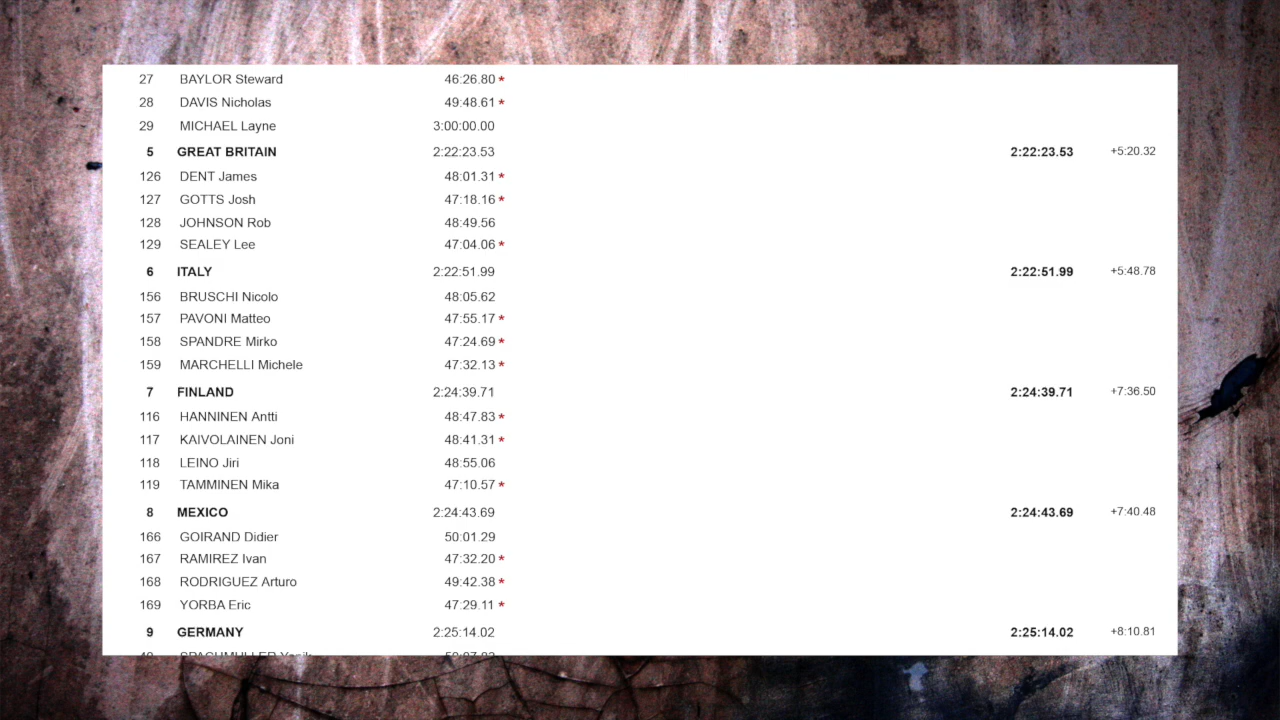 27 BAYLOR Steward 46:26.80 *
28 DAVIS Nicholas 49:48.61 *
29 MICHAEL Layne 3:00:00.00
5 GREAT BRITAIN 2:22:23.53 2:22:23.53 +5:20.32
126 DENT James 48:01.31 *
127 GOTTS Josh 47:18.16 *
128 JOHNSON Rob 48:49.56
129 SEALEY Lee 47:04.06 *
6 ITALY 2:22:51.99 2:22:51.99 +5:48.78
156 BRUSCHI Nicolo 48:05.62
157 PAVONI Matteo 47:55.17 *
158 SPANDRE Mirko 47:24.69 *
159 MARCHELLI Michele 47:32.13 *
7 FINLAND 2:24:39.71 2:24:39.71 +7:36.50
116 HANNINEN Antti 48:47.83 *
117 KAIVOLAINEN Joni 48:41.31 *
118 LEINO Jiri 48:55.06
119 TAMMINEN Mika 47:10.57 *
8 MEXICO 2:24:43.69 2:24:43.69 +7:40.48
166 GOIRAND Didier 50:01.29
167 RAMIREZ Ivan 47:32.20 *
168 RODRIGUEZ Arturo 49:42.38 *
169 YORBA Eric 47:29.11 *
9 GERMANY 2:25:14.02 2:25:14.02 +8:10.81